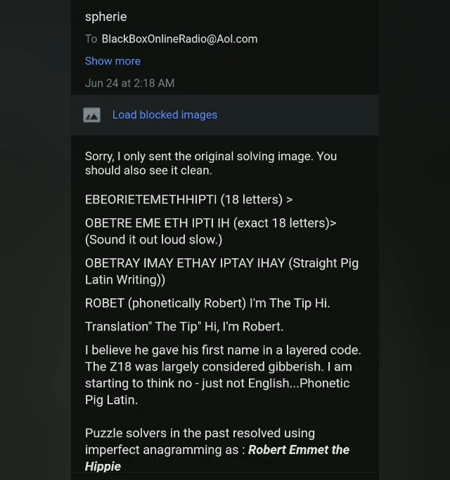 spherie
To BlackBoxOnlineRadio@Aol.com
Show more
Jun 24 at 2:18 AM
Load blocked images
Sorry, I only sent the original solving image. You
should also see it clean.
EBEORIETEMETHHIPTI (18 letters) >
OBETRE EME ETH IPTI IH (exact 18 letters)>
(Sound it out loud slow.)
OBETRAY IMAY ETHAY IPTAY IHAY (Straight Pig
Latin Writing))
ROBET (phonetically Robert) I'm The Tip Hi.
Translation" The Tip" Hi, I'm Robert.
I believe he gave his first name in a layered code.
The Z18 was largely considered gibberish. I am
starting to think no - just not English...Phonetic
Pig Latin.
Puzzle solvers in the past resolved using
imperfect anagramming as : Robert Emmet the
Hippie